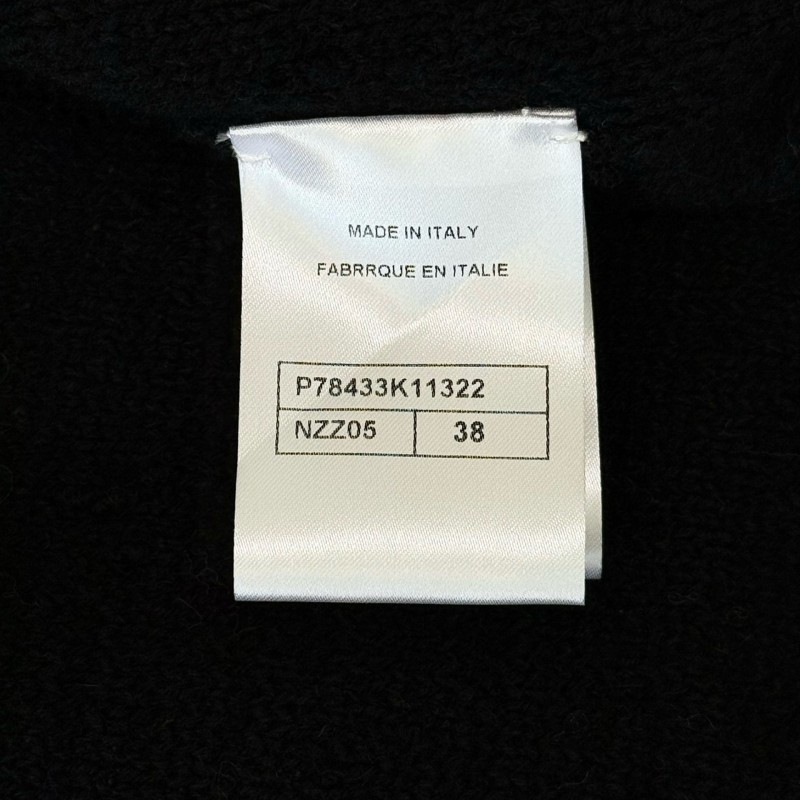 MADE IN ITALY
FABRRQUE EN ITALIE
P78433K11322
NZZ05 38